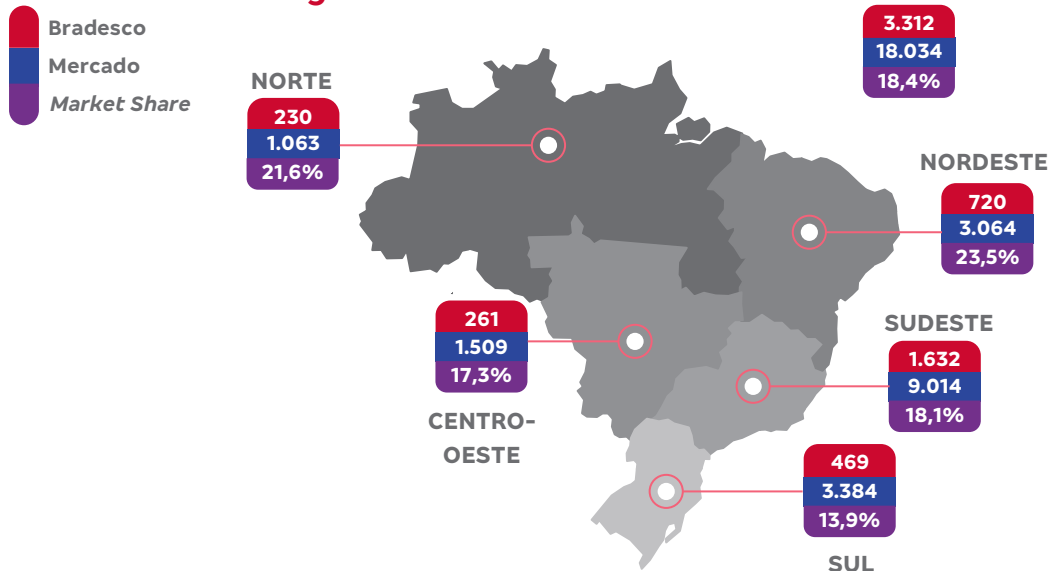 Bradesco
Mercado
Market Share
3.312
18.034
18,4%
NORTE
230
1.063
21,6%
NORDESTE
720
3.064
23,5%
261
1.509
17,3%
CENTRO-
OESTE
SUDESTE
1.632
9.014
18,1%
469
3.384
13,9%
SUL